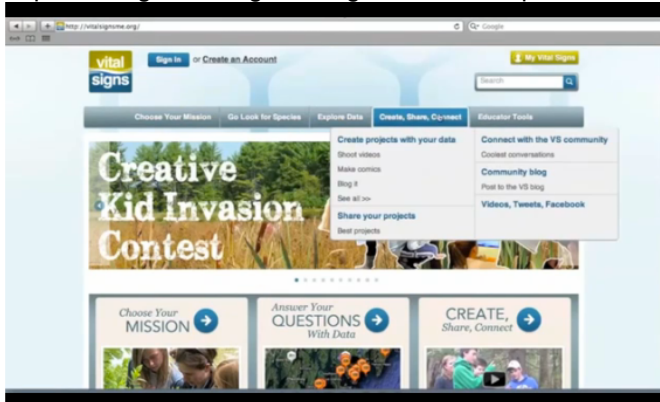 http://vitalsignsme.org/
Google
vital
signs
Sign In or Create an Account
My Vital Signs
Search
Choose Your Mission Go Look for Species Explore Data Create, Share, Connect Educator Tools
Create projects with your data
Shoot videos
Make comics
Blog it
See all >>
Share your projects
Best projects
Connect with the VS community
Coolest conversations
Community blog
Post to the VS blog
Videos, Tweets, Facebook
Creative
Kid Invasion
Contest
Choose Your
MISSION
Answer Your
QUESTIONS
With Data
CREATE,
Share, Connect